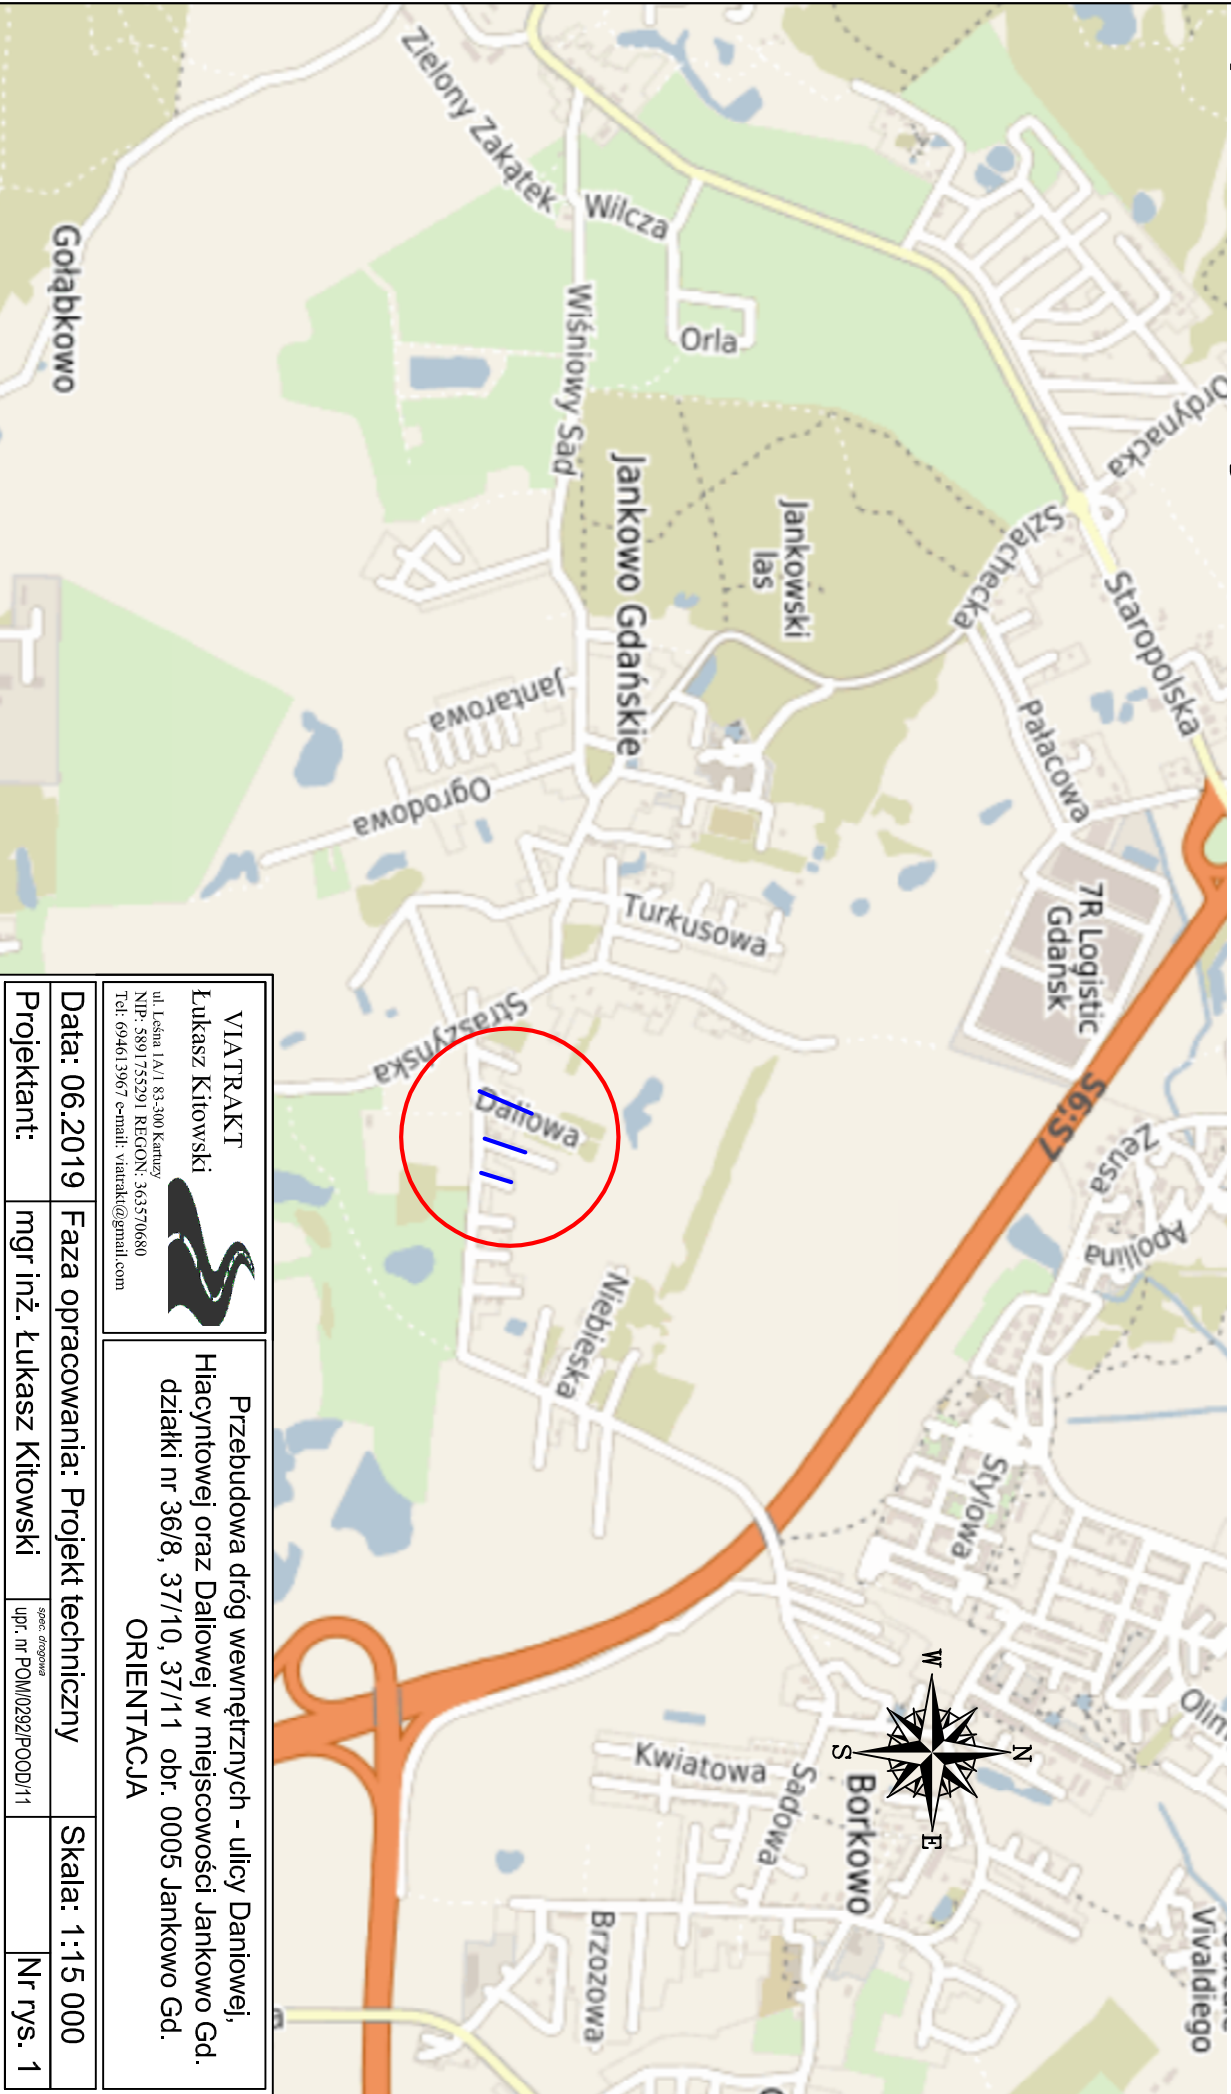 Zielony Zakątek
Wilcza
Orla
Wiśniowy Sad
Gołąbkowo
Jankowo Gdańskie
Jankowski
las
Ordynacka
Szlachecka
Staropolska
Pałacowa
7R Logistic
Gdańsk
Jantarowa
Ogrodowa
Turkusowa
Straszyńska
Daliowa
Niebieska
S6;S7
Zeusa
Apollina
Stylowa
Kwiatowa
Sadowa
Borkowo
Brzozowa
Vivaldiego
N
W
E
S
VIATRAKT
Łukasz Kitowski
ul. Leśna 1A/1 83-300 Kartuzy
NIP: 5891755291 REGON: 363570680
Tel: 694613967 e-mail: viatrakt@gmail.com
Przebudowa dróg wewnętrznych - ulicy Daniowej,
Hiacyntowej oraz Daliowej w miejscowości Jankowo Gd.
działki nr 36/8, 37/10, 37/11 obr. 0005 Jankowo Gd.
ORIENTACJA
Data: 06.2019 Faza opracowania: Projekt techniczny Skala: 1:15 000
Projektant: mgr inż. Łukasz Kitowski spec. drogowa
upr. nr POM/0292/POOD/11 Nr rys. 1